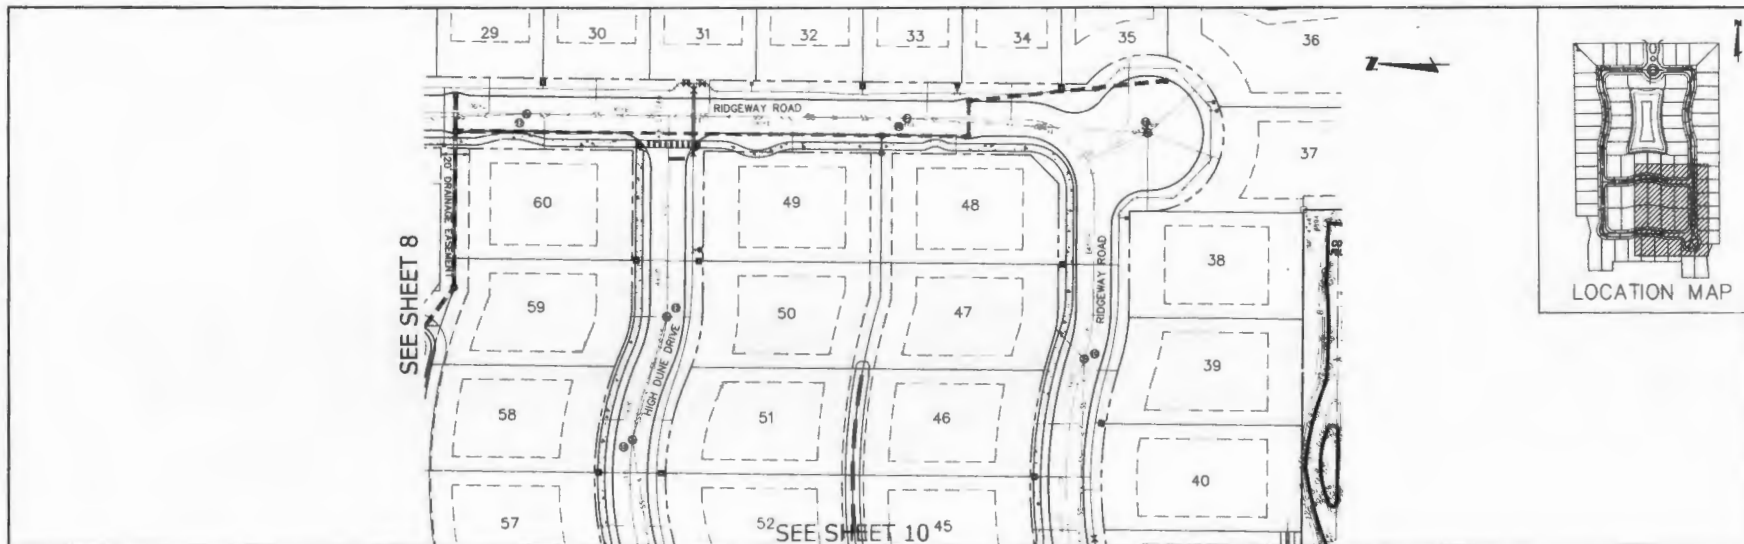 29 30 31 32 33 34 35 36
Z
RIDGEWAY ROAD
37
20' DRAINAGE EASEMENT
60 49 48
SEE SHEET 8
RIDGEWAY ROAD
38
LOCATION MAP
59 50 47
HIGH DUNE DRIVE
39
58 51 46
40
57 52 45
SEE SHEET 10